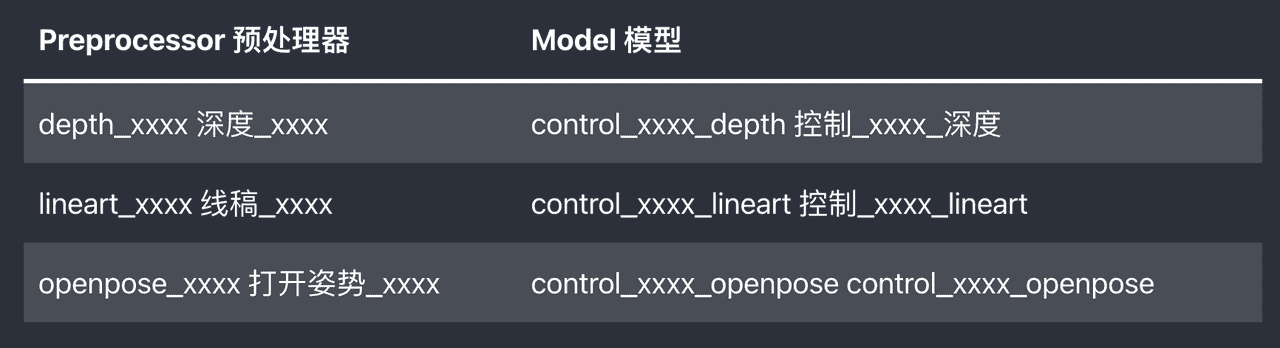 Preprocessor 预处理器 Model 模型
depth_xxxx 深度_xxxx control_xxxx_depth 控制_xxxx_深度
lineart_xxxx 线稿_xxxx control_xxxx_lineart 控制_xxxx_lineart
openpose_xxxx 打开姿势_xxxx control_xxxx_openpose control_xxxx_openpose